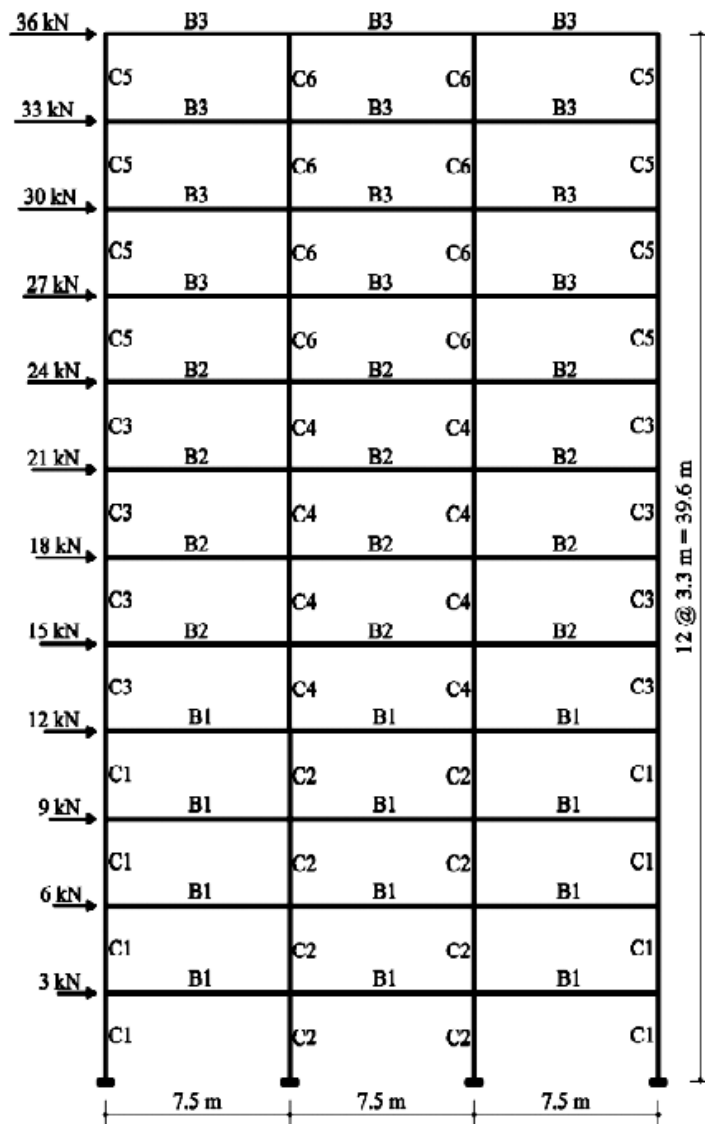 36 kN B3 B3 B3
C5 C6 C6 C5
33 kN B3 B3 B3
C5 C6 C6 C5
30 kN B3 B3 B3
C5 C6 C6 C5
27 kN B3 B3 B3
C5 C6 C6 C5
24 kN B2 B2 B2
C3 C4 C4 C3
21 kN B2 B2 B2
C3 C4 C4 C3
18 kN B2 B2 B2
C3 C4 C4 C3
15 kN B2 B2 B2
C3 C4 C4 C3
12 kN B1 B1 B1
C1 C2 C2 C1
9 kN B1 B1 B1
C1 C2 C2 C1
6 kN B1 B1 B1
C1 C2 C2 C1
3 kN B1 B1 B1
C1 C2 C2 C1
7.5 m 7.5 m 7.5 m
12 @ 3.3 m = 39.6 m